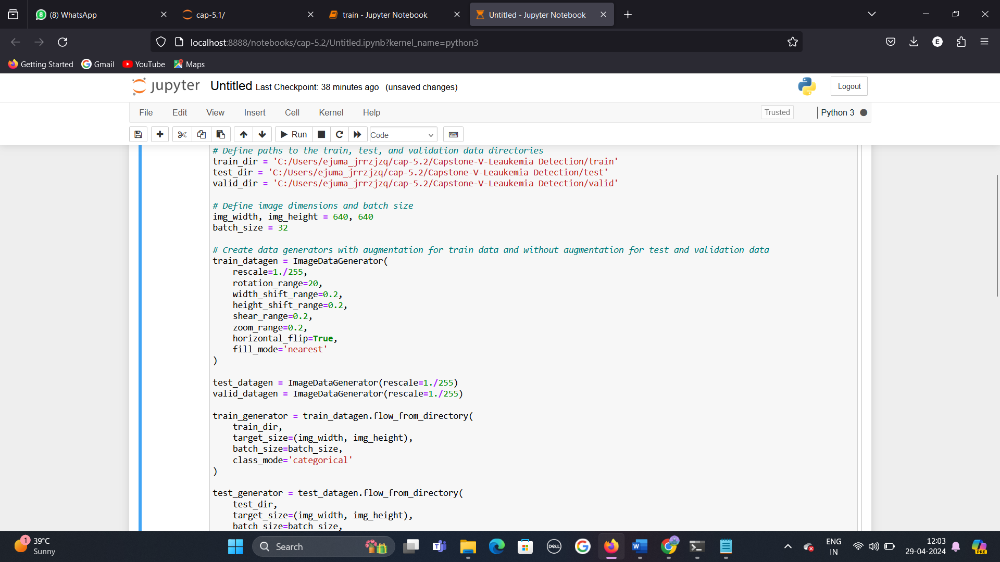 (8) WhatsApp
cap-5.1/
train - Jupyter Notebook
Untitled - Jupyter Notebook
localhost:8888/notebooks/cap-5.2/Untitled.ipynb?kernel_name=python3
E
Getting Started
Gmail
YouTube
Maps
jupyter Untitled Last Checkpoint: 38 minutes ago (unsaved changes)
Logout
File Edit View Insert Cell Kernel Help
Trusted
Python 3
Run
Code
# Define paths to the train, test, and validation data directories
train_dir = 'C:/Users/ejuma_jrrzjzq/cap-5.2/Capstone-V-Leaukemia Detection/train'
test_dir = 'C:/Users/ejuma_jrrzjzq/cap-5.2/Capstone-V-Leaukemia Detection/test'
valid_dir = 'C:/Users/ejuma_jrrzjzq/cap-5.2/Capstone-V-Leaukemia Detection/valid'
# Define image dimensions and batch size
img_width, img_height = 640, 640
batch_size = 32
# Create data generators with augmentation for train data and without augmentation for test and validation data
train_datagen = ImageDataGenerator(
rescale=1./255,
rotation_range=20,
width_shift_range=0.2,
height_shift_range=0.2,
shear_range=0.2,
zoom_range=0.2,
horizontal_flip=True,
fill_mode='nearest'
)
test_datagen = ImageDataGenerator(rescale=1./255)
valid_datagen = ImageDataGenerator(rescale=1./255)
train_generator = train_datagen.flow_from_directory(
train_dir,
target_size=(img_width, img_height),
batch_size=batch_size,
class_mode='categorical'
)
test_generator = test_datagen.flow_from_directory(
test_dir,
target_size=(img_width, img_height),
batch_size=batch_size,
1
39°C
Sunny
Search
DELL
ENG
IN
12:03
29-04-2024
PRE